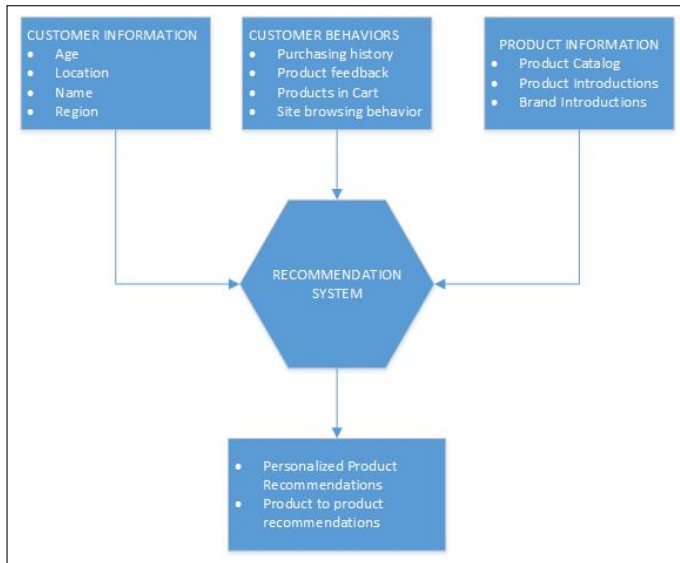 CUSTOMER INFORMATION
• Age
• Location
• Name
• Region
CUSTOMER BEHAVIORS
• Purchasing history
• Product feedback
• Products in Cart
• Site browsing behavior
PRODUCT INFORMATION
• Product Catalog
• Product Introductions
• Brand Introductions
RECOMMENDATION
SYSTEM
• Personalized Product
Recommendations
• Product to product
recommendations